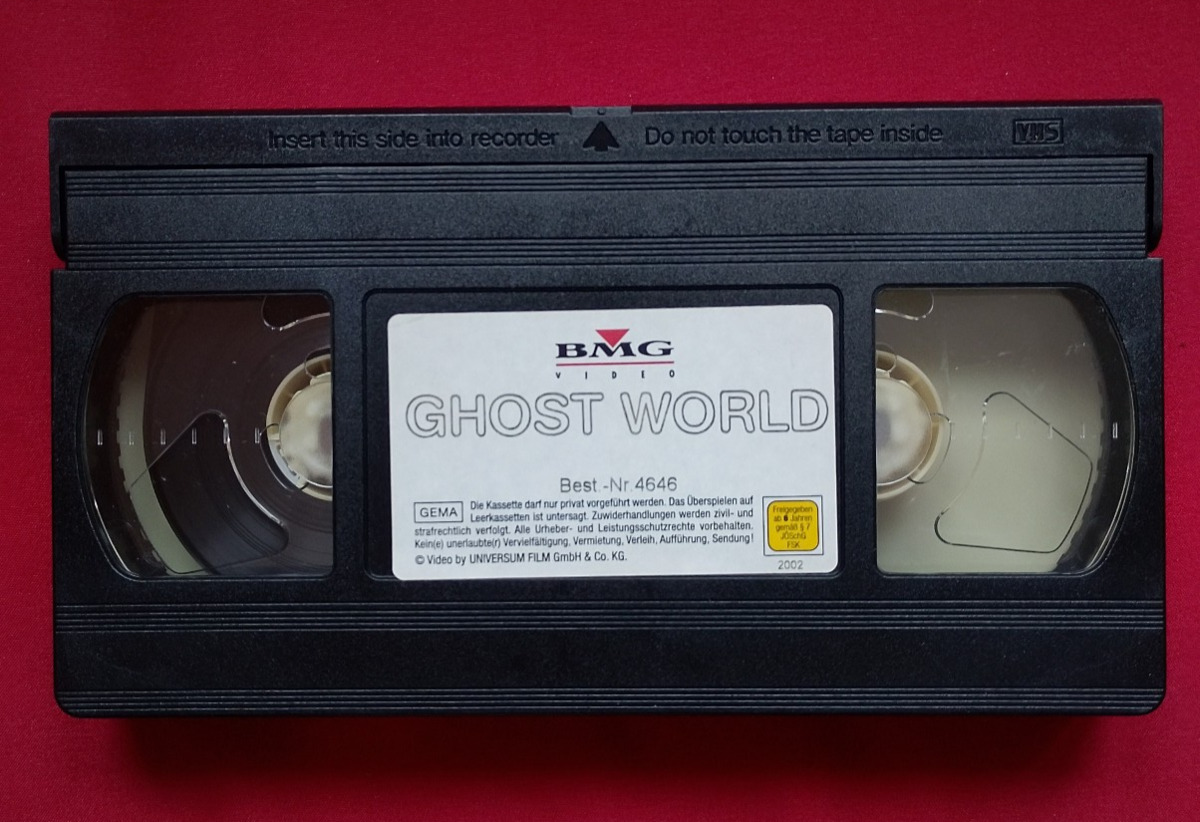 Insert this side into recorder Do not touch the tape inside VHS
BMG
VIDEO
GHOST WORLD
Best.-Nr. 4646
GEMA
Die Kassette darf nur privat vorgeführt werden. Das Überspielen auf
Leerkassetten ist untersagt. Zuwiderhandlungen werden zivil- und
strafrechtlich verfolgt. Alle Urheber- und Leistungsschutzrechte vorbehalten.
Kein(e) unerlaubte(r) Vervielfältigung, Vermietung, Verleih, Aufführung, Sendung!
© Video by UNIVERSUM FILM GmbH & Co. KG.
Freigegeben
ab 6 Jahren
gemäß § 7
JÖSchG
FSK
2002